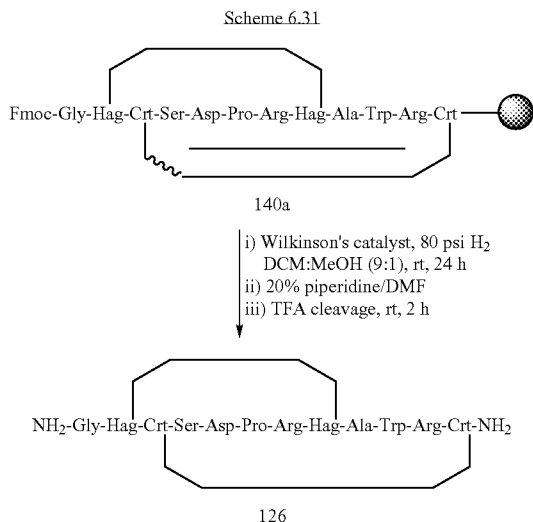 Scheme 6.31
Fmoc-Gly-Hag-Crt-Ser-Asp-Pro-Arg-Hag-Ala-Trp-Arg-Crt
140a
i) Wilkinson's catalyst, 80 psi H₂
DCM:MeOH (9:1), rt, 24 h
ii) 20% piperidine/DMF
iii) TFA cleavage, rt, 2 h
NH₂-Gly-Hag-Crt-Ser-Asp-Pro-Arg-Hag-Ala-Trp-Arg-Crt-NH₂
126